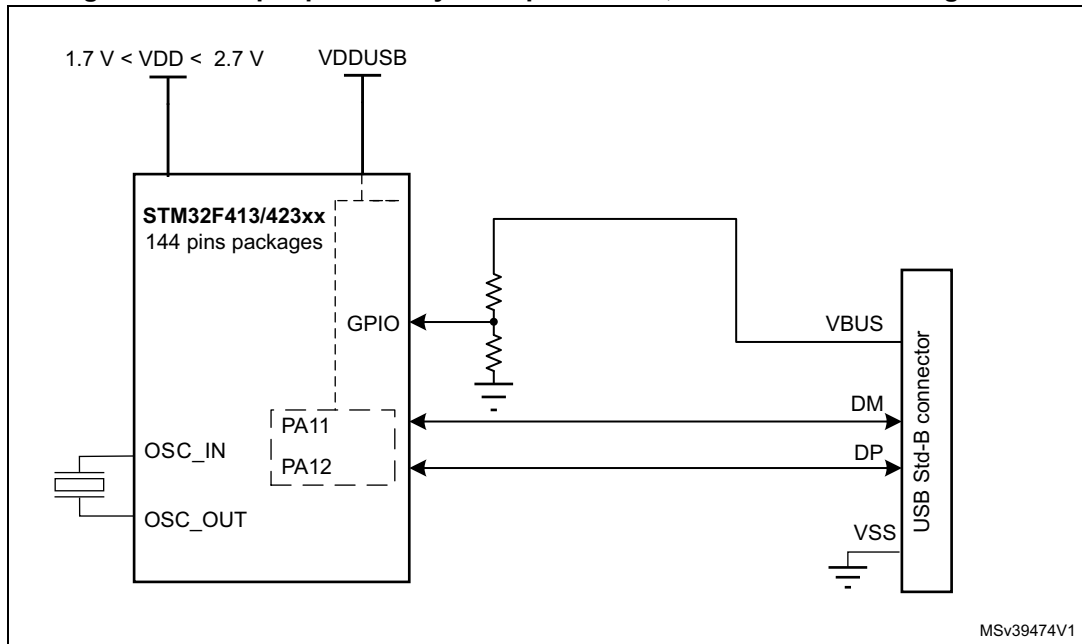 1.7 V < VDD < 2.7 V
VDDUSB
STM32F413/423xx
144 pins packages
GPIO
VBUS
DM
PA11
DP
PA12
OSC_IN
OSC_OUT
VSS
USB Std-B connector
MSv39474V1